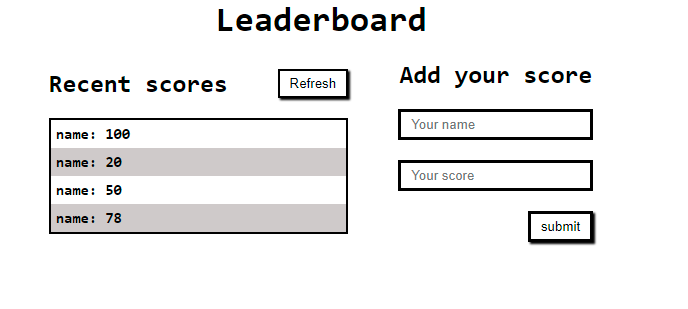 Leaderboard
Recent scores
Refresh
name: 100
name: 20
name: 50
name: 78
Add your score
Your name
Your score
submit